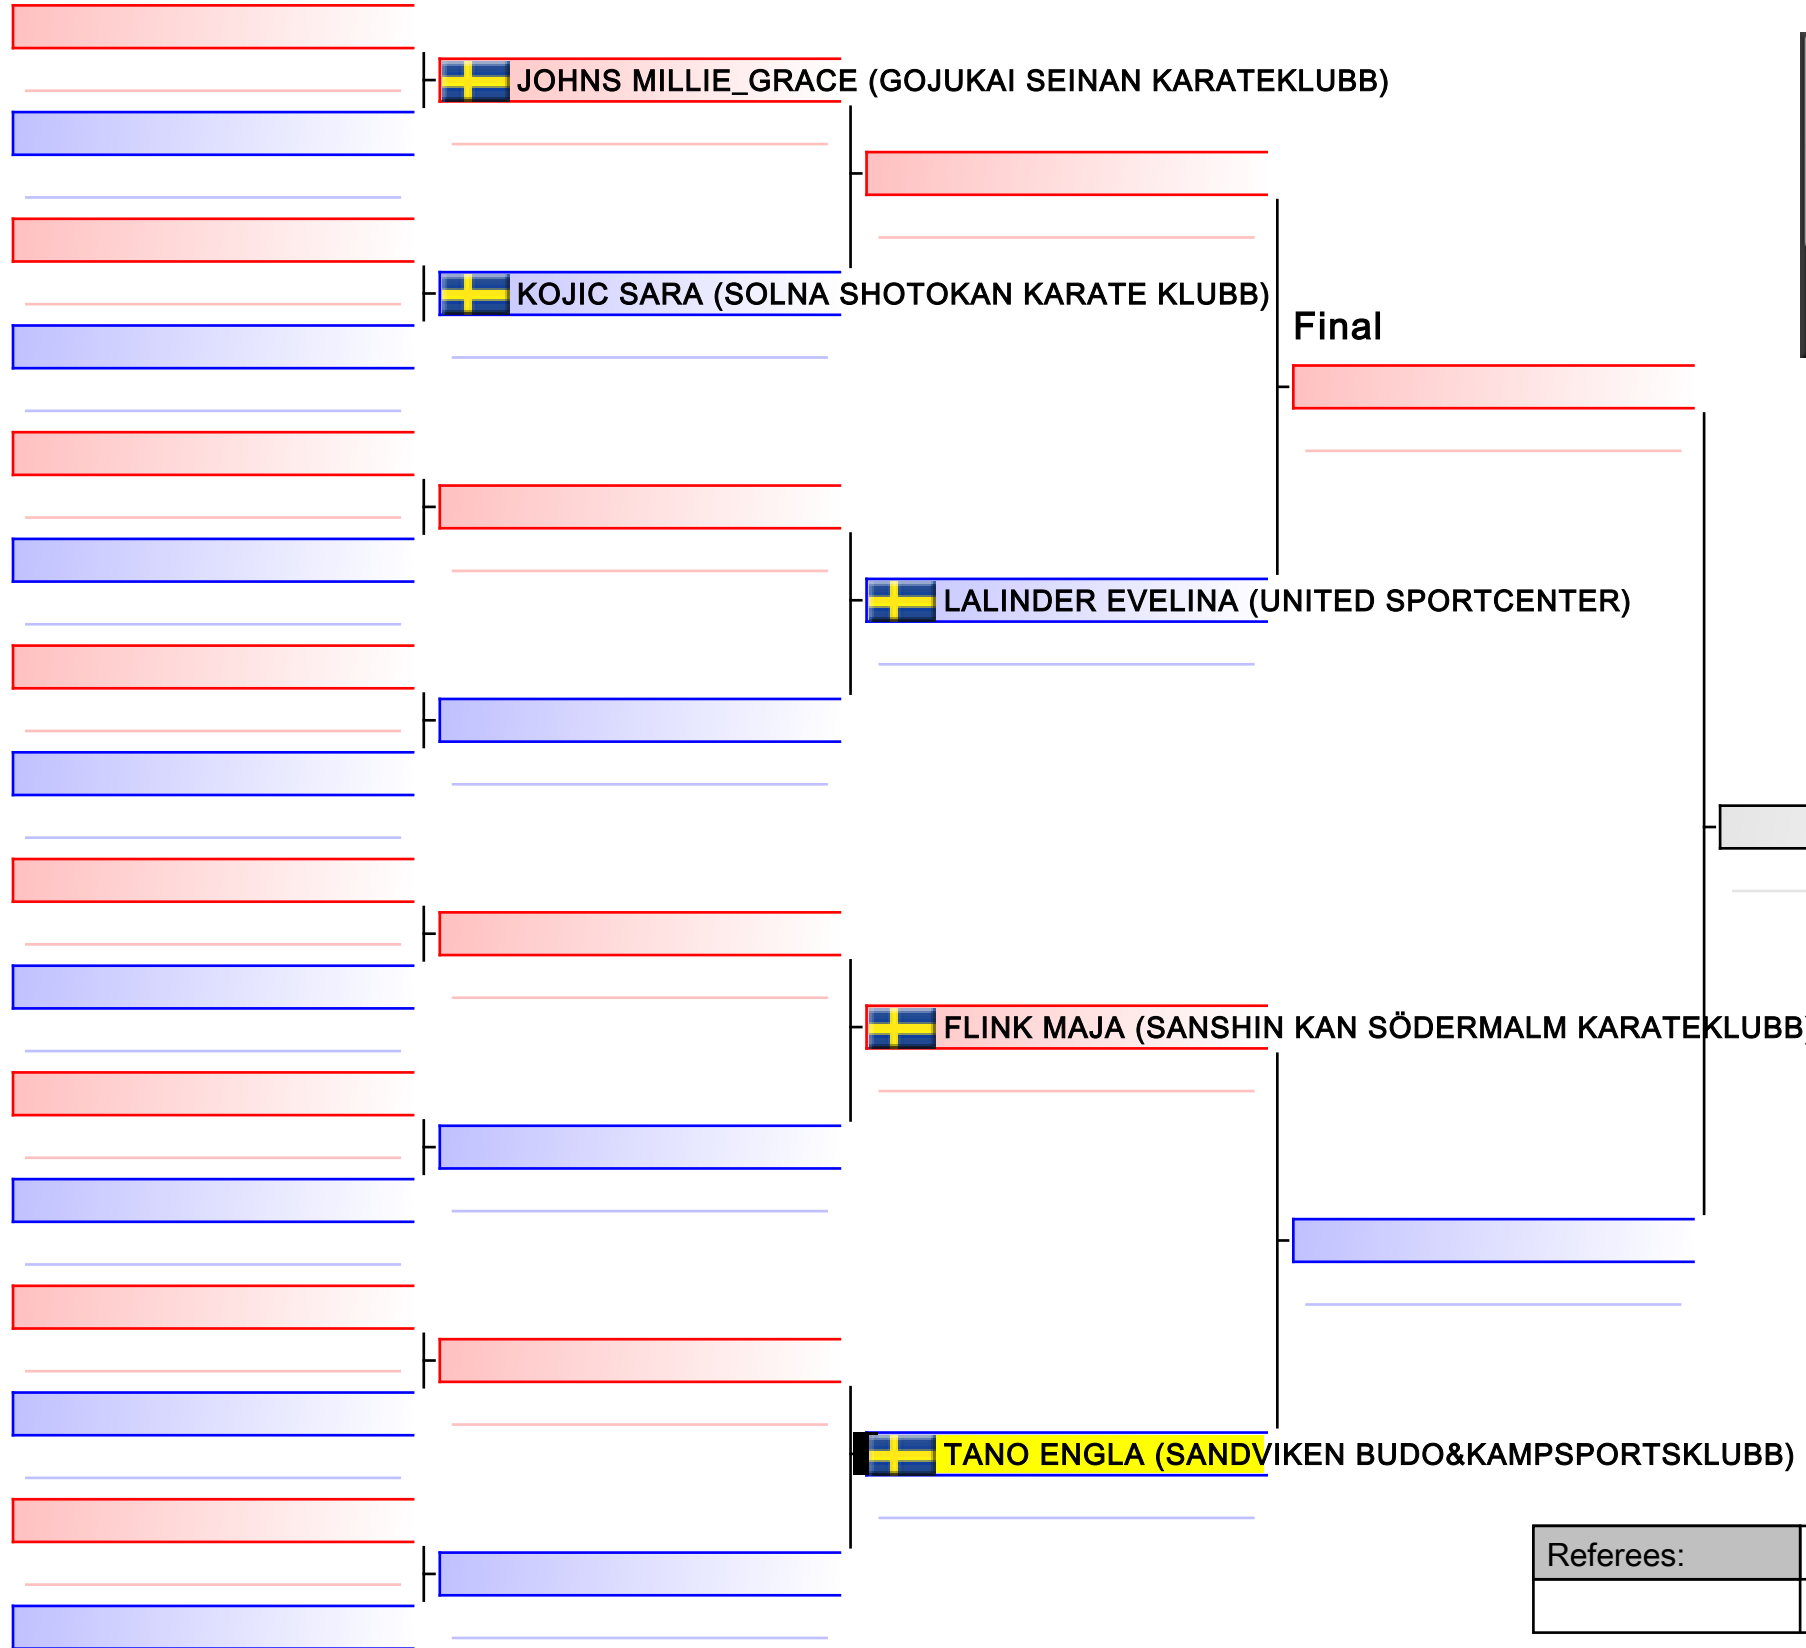 JOHNS MILLIE_GRACE (GOJUKAI SEINAN KARATEKLUBB)
KOJIC SARA (SOLNA SHOTOKAN KARATE KLUBB)
Final
LALINDER EVELINA (UNITED SPORTCENTER)
FLINK MAJA (SANSHIN KAN SÖDERMALM KARATEKLUBB)
TANO ENGLA (SANDVIKEN BUDO&KAMPSPORTSKLUBB)
Referees: